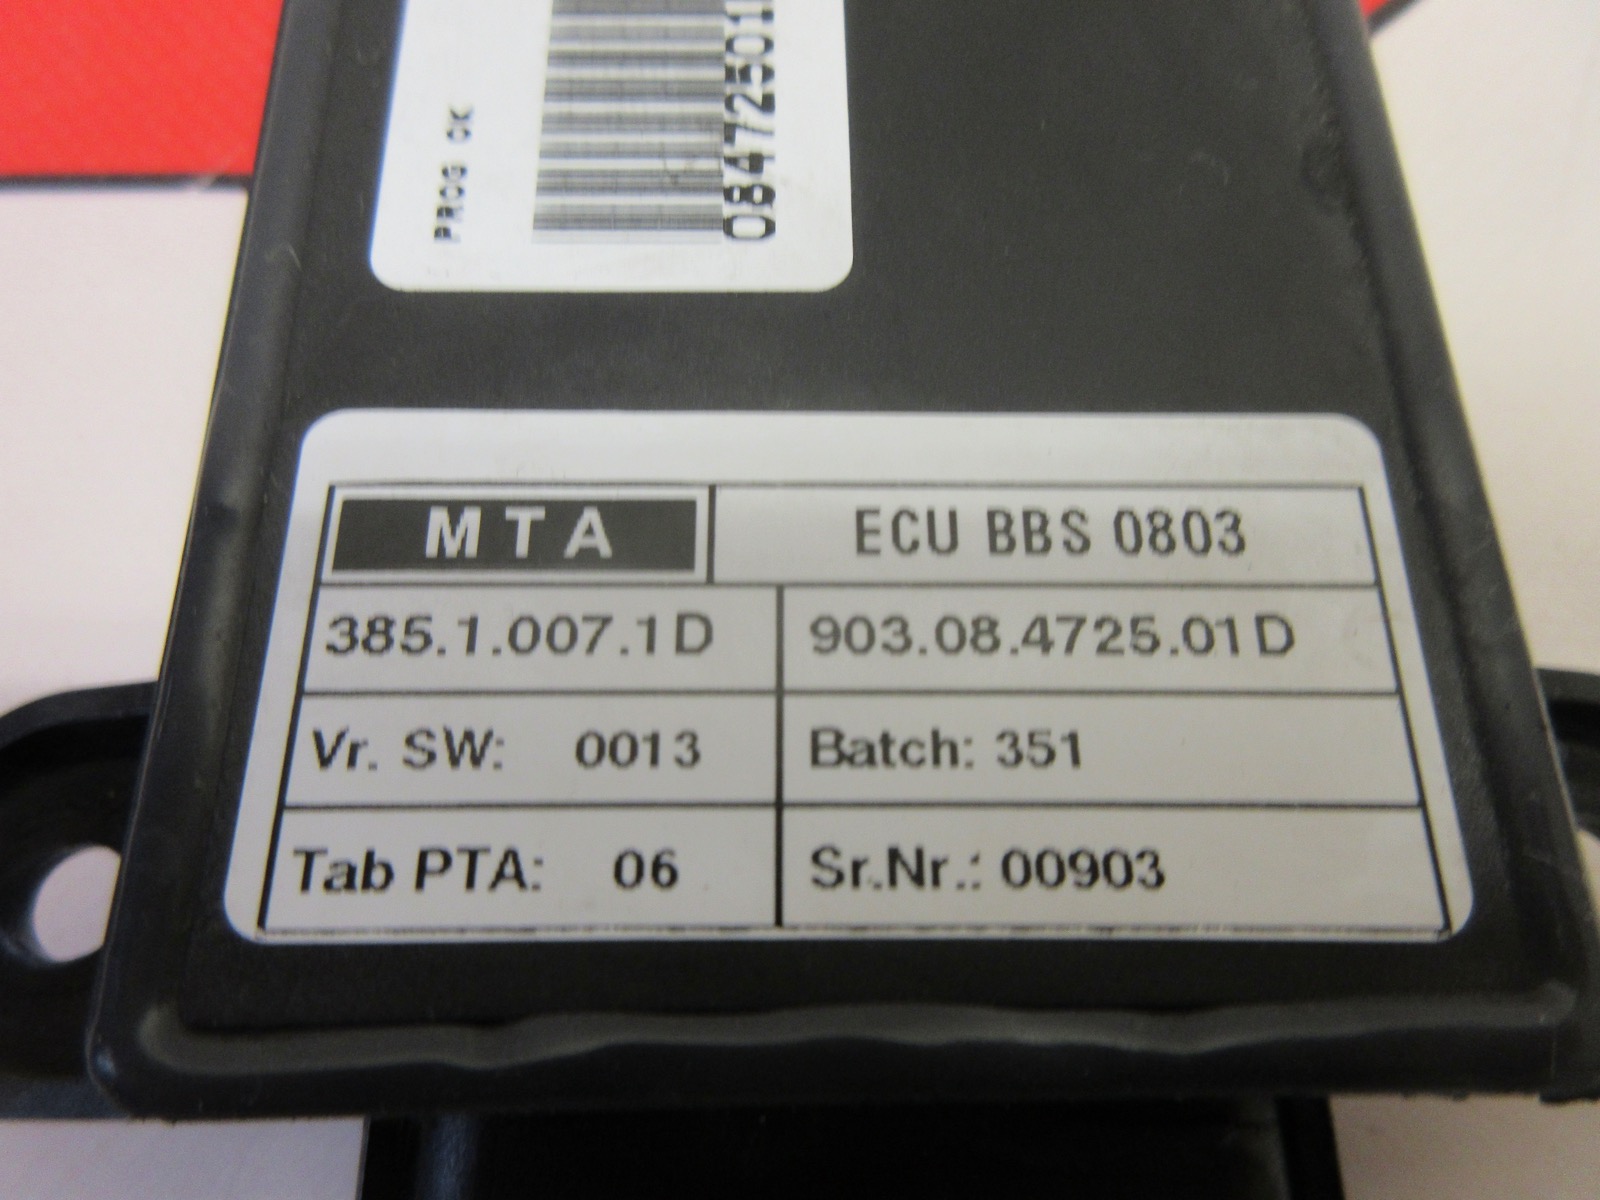 PROG OK
08472501
MTA ECU BBS 0803
385.1.007.1D 903.08.4725.01D
Vr. SW: 0013 Batch: 351
Tab PTA: 06 Sr.Nr.: 00903